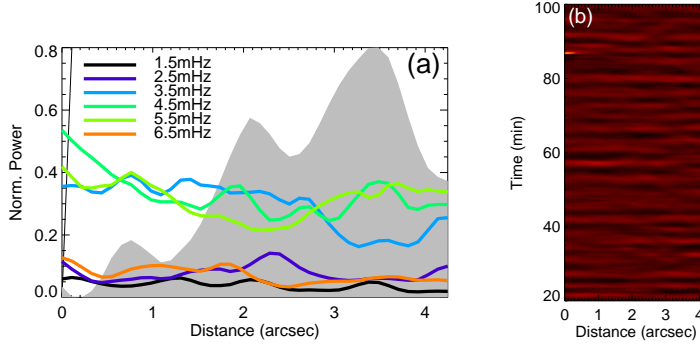 (a)
1.5mHz
2.5mHz
3.5mHz
4.5mHz
5.5mHz
6.5mHz
0.8
0.6
0.4
0.2
0.0
Norm. Power
0 1 2 3 4
Distance (arcsec)
(b)
100
80
60
40
20
Time (min)
0 1 2 3 4
Distance (arcsec)